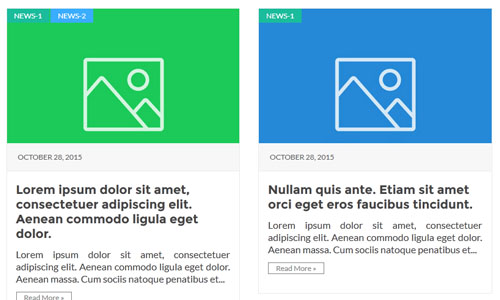 NEWS-1 NEWS-2
OCTOBER 28, 2015
Lorem ipsum dolor sit amet,
consectetuer adipiscing elit.
Aenean commodo ligula eget
dolor.
Lorem ipsum dolor sit amet,
consectetuer adipiscing elit. Aenean
commodo ligula eget dolor. Aenean
massa. Cum sociis natoque penatibus et...
Read More »
NEWS-1
OCTOBER 28, 2015
Nullam quis ante. Etiam sit amet
orci eget eros faucibus tincidunt.
Lorem ipsum dolor sit amet, consectetuer
adipiscing elit. Aenean commodo ligula eget dolor.
Aenean massa. Cum sociis natoque penatibus et...
Read More »